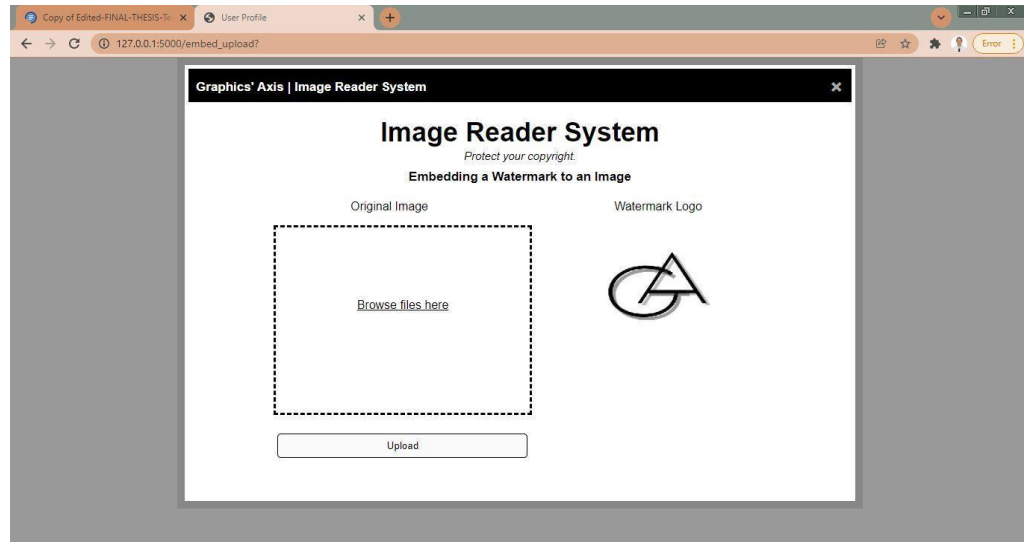 Copy of Edited-FINAL-THESIS-Te
User Profile
127.0.0.1:5000/embed_upload?
Error
Graphics' Axis | Image Reader System
Image Reader System
Protect your copyright.
Embedding a Watermark to an Image
Original Image
Watermark Logo
Browse files here
GA
Upload